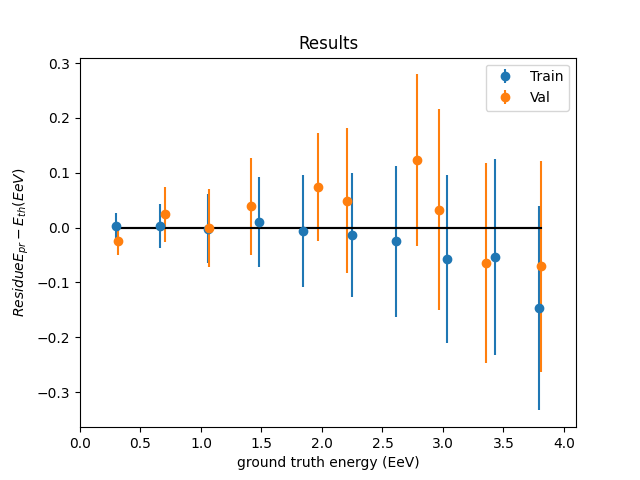 Results
0.3
0.2
0.1
0.0
−0.1
−0.2
−0.3
ResidueE_{pr} − E_{th}(EeV)
Train
Val
0.0 0.5 1.0 1.5 2.0 2.5 3.0 3.5 4.0
ground truth energy (EeV)